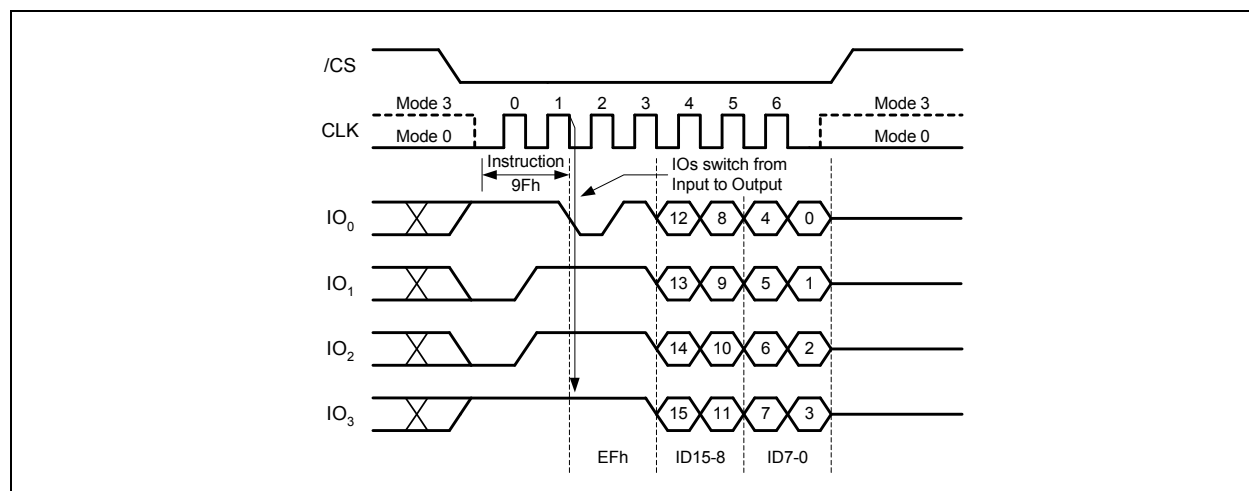 /CS
Mode 3 0 1 2 3 4 5 6 Mode 3
CLK
Mode 0 Mode 0
Instruction
9Fh
IOs switch from
Input to Output
IO0 12 8 4 0
IO1 13 9 5 1
IO2 14 10 6 2
IO3 15 11 7 3
EFh ID15-8 ID7-0